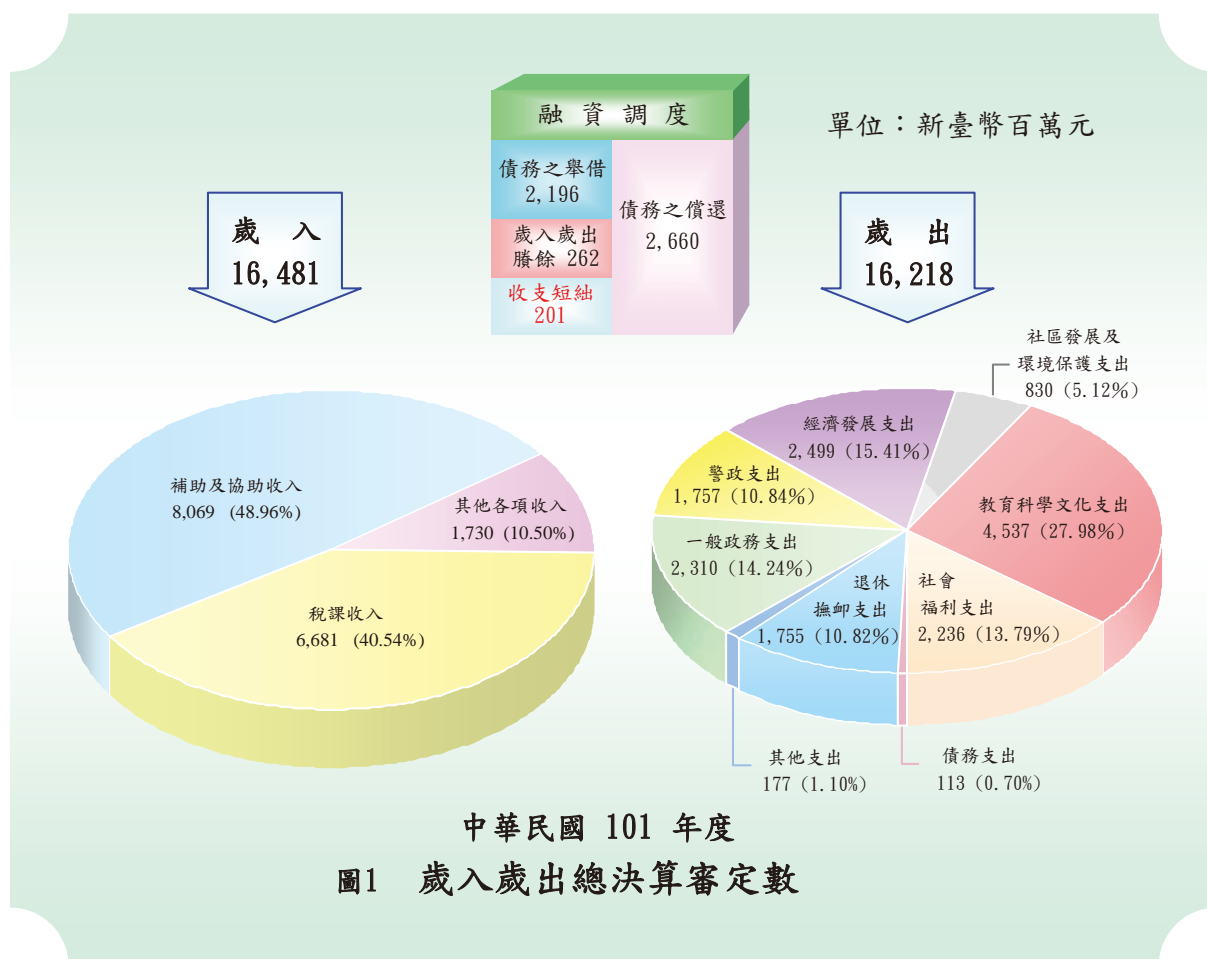 融 資 調 度
單位：新臺幣百萬元
債務之舉借
2,196
債務之償還
2,660
歲入歲出
賸餘 262
收支短絀
201
歲 入
16,481
歲 出
16,218
補助及協助收入
8,069 (48.96%)
其他各項收入
1,730 (10.50%)
稅課收入
6,681 (40.54%)
社區發展及
環境保護支出
830 (5.12%)
經濟發展支出
2,499 (15.41%)
警政支出
1,757 (10.84%)
教育科學文化支出
4,537 (27.98%)
一般政務支出
2,310 (14.24%)
退休
撫卹支出
1,755 (10.82%)
社會
福利支出
2,236 (13.79%)
其他支出
177 (1.10%)
債務支出
113 (0.70%)
中華民國 101 年度
圖1 歲入歲出總決算審定數